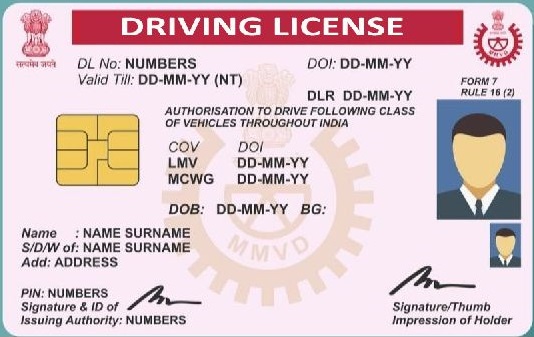 DRIVING LICENSE
सत्यमेव जयते
DL No: NUMBERS DOI: DD-MM-YY
Valid Till: DD-MM-YY (NT)
DLR DD-MM-YY
FORM 7
RULE 16 (2)
AUTHORISATION TO DRIVE FOLLOWING CLASS
OF VEHICLES THROUGHOUT INDIA
COV DOI
LMV DD-MM-YY
MCWG DD-MM-YY
DOB: DD-MM-YY BG:
MMVD
Name : NAME SURNAME
S/D/W of: NAME SURNAME
Add: ADDRESS
PIN: NUMBERS
Signature & ID of
Issuing Authority: NUMBERS
Signature/Thumb
Impression of Holder